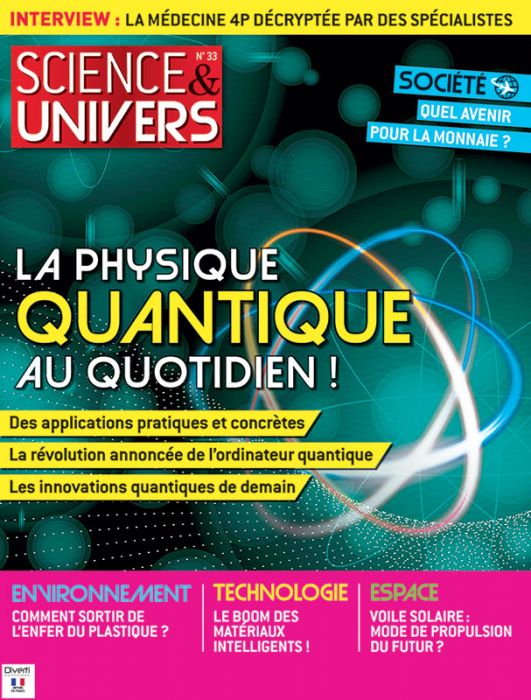 INTERVIEW : LA MÉDECINE 4P DÉCRYPTÉE PAR DES SPÉCIALISTES
N° 33
SCIENCE &
UNIVERS
SOCIÉTÉ
QUEL AVENIR
POUR LA MONNAIE ?
LA PHYSIQUE
QUANTIQUE
AU QUOTIDIEN !
Des applications pratiques et concrètes
La révolution annoncée de l'ordinateur quantique
Les innovations quantiques de demain
ENVIRONNEMENT
COMMENT SORTIR DE
L'ENFER DU PLASTIQUE ?
TECHNOLOGIE
LE BOOM DES
MATÉRIAUX
INTELLIGENTS !
ESPACE
VOILE SOLAIRE :
MODE DE PROPULSION
DU FUTUR ?
Diverti